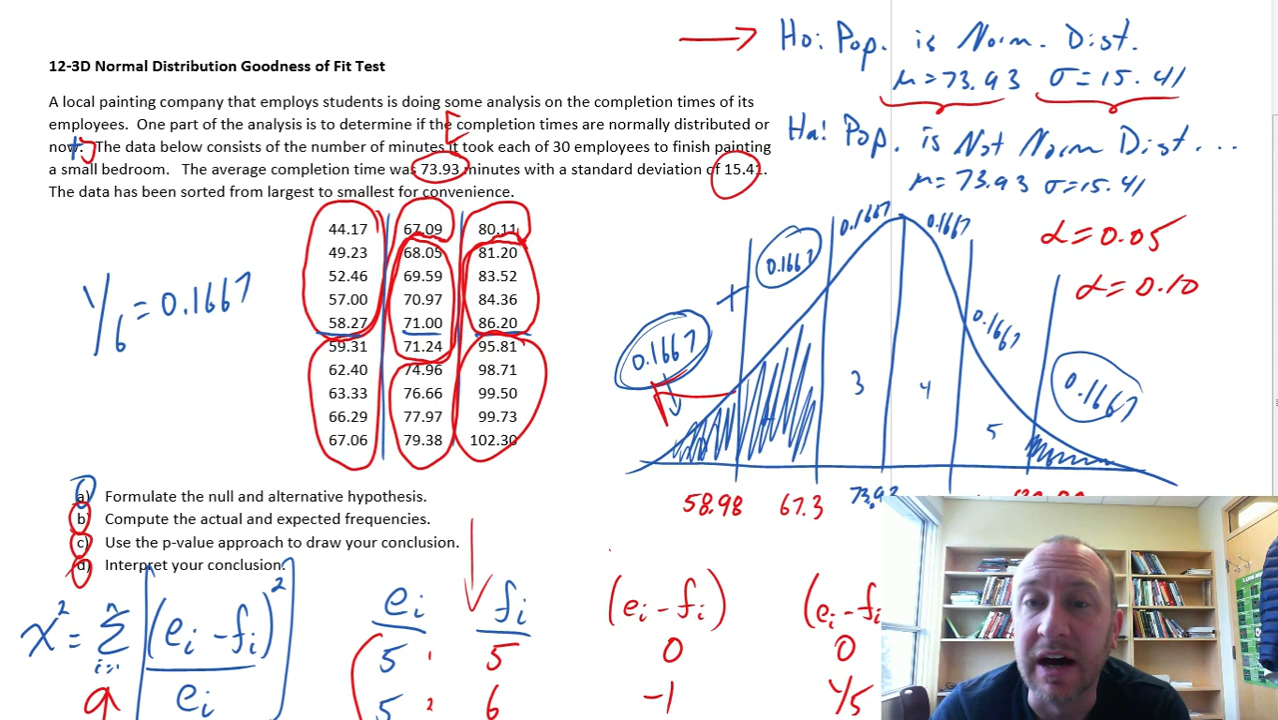 12-3D Normal Distribution Goodness of Fit Test
A local painting company that employs students is doing some analysis on the completion times of its
employees. One part of the analysis is to determine if the completion times are normally distributed or
now. The data below consists of the number of minutes it took each of 30 employees to finish painting
a small bedroom. The average completion time was 73.93 minutes with a standard deviation of 15.41.
The data has been sorted from largest to smallest for convenience.
44.17 67.09 80.11
49.23 68.05 81.20
52.46 69.59 83.52
57.00 70.97 84.36
58.27 71.00 86.20
59.31 71.24 95.81
62.40 74.96 98.71
63.33 76.66 99.50
66.29 77.97 99.73
67.06 79.38 102.30
1/6 = 0.1667
a) Formulate the null and alternative hypothesis.
b) Compute the actual and expected frequencies.
c) Use the p-value approach to draw your conclusion.
d) Interpret your conclusion.
Ho: Pop. is Norm. Dist.
μ=73.93 σ=15.41
Ha: Pop. is Not Norm Dist...
μ=73.93 σ=15.41
α=0.05
α=0.10
0.1667 + 0.1667 0.1667 0.1667 0.1667 0.1667
3 4 5
58.98 67.3 73.93
χ² = Σ (ei - fi)² / ei
i=1
ei fi (ei - fi) (ei - fi
5 1 5 0 0
5 2 6 -1 1/5